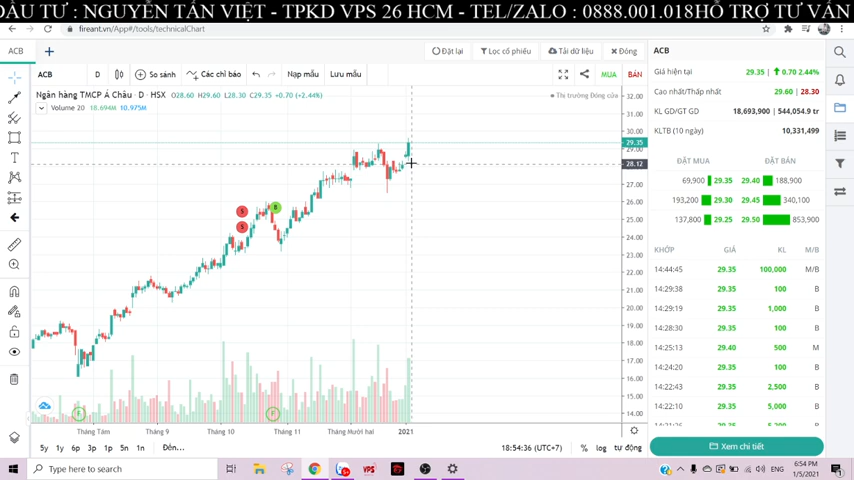 ĐẦU TƯ : NGUYỄN TẤN VIỆT - TPKD VPS 26 HCM - TEL/ZALO : 0888.001.018HỖ TRỢ TƯ VẤN
fireant.vn/App#/tools/technicalChart
ACB
Đặt lại
Lọc cổ phiếu
Tải dữ liệu
Đóng
ACB
ACB
D
So sánh
Các chỉ báo
Nạp mẫu
Lưu mẫu
MUA
BÁN
Ngân hàng TMCP Á Châu · D · HSX O28.60 H29.60 L28.30 C29.35 +0.70 (+2.44%)
Thị trường Đóng cửa
Volume 20 18.694M 10.975M
32.00
31.00
30.00
29.35
29.00
28.12
27.00
26.00
25.00
24.00
23.00
22.00
21.00
20.00
19.00
18.00
17.00
16.00
15.00
14.00
S
S
B
Tháng Tám
Tháng 9
Tháng 10
Tháng 11
Tháng Mười hai
2021
5y 1y 6p 3p 1p 5n 1n Đến...
18:54:36 (UTC+7)
% log tự động
Giá hiện tại 29.35 | 0.70 2.44%
Cao nhất/Thấp nhất 29.60 | 28.30
KL GD/GT GD 18,693,900 | 544,054.9 tr
KLTB (10 ngày) 10,331,499
ĐẶT MUA ĐẶT BÁN
69,900 29.35 29.40 188,900
193,200 29.30 29.45 340,100
137,800 29.25 29.50 853,900
KHỚP GIÁ KL M/B
14:44:45 29.35 100,000 M/B
14:29:38 29.35 100 B
14:29:19 29.35 1,000 B
14:28:30 29.35 100 B
14:25:13 29.40 500 M
14:24:20 29.35 100 B
14:22:43 29.35 2,500 B
14:22:10 29.35 5,000 B
Xem chi tiết
Type here to search
VPS
ENG
6:54 PM
1/5/2021